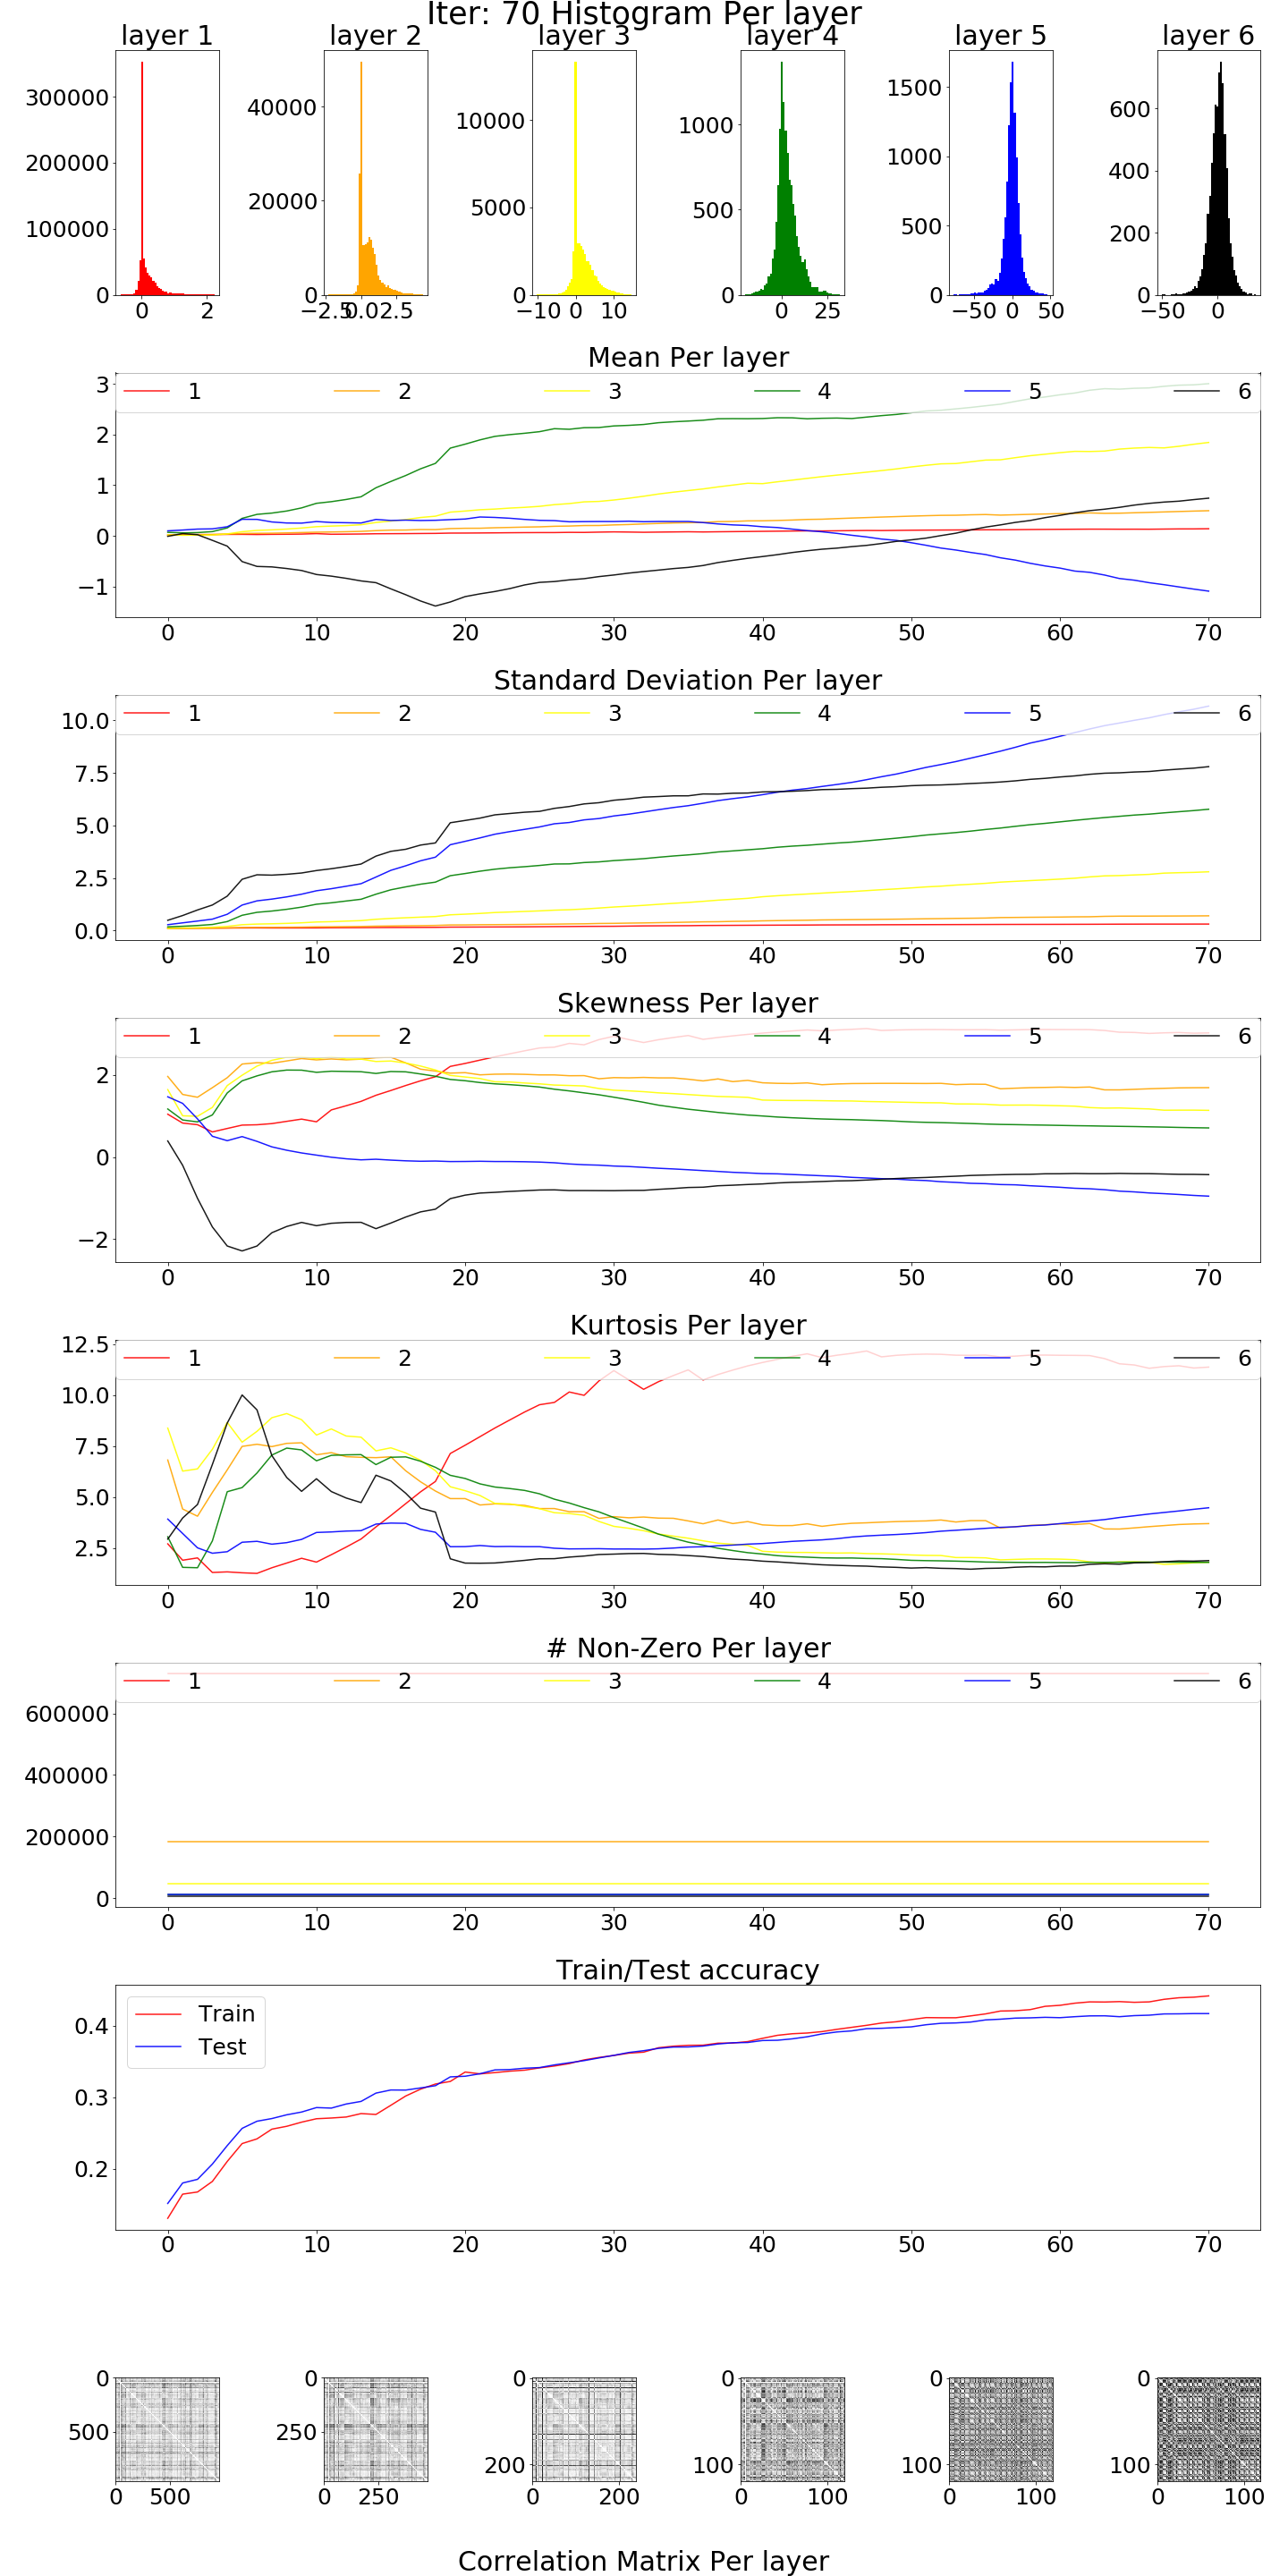 Iter: 70 Histogram Per layer
layer 1 layer 2 layer 3 layer 4 layer 5 layer 6
300000 200000 100000 0 0 2
40000 20000 0 −2.5 0.0 2.5
10000 5000 0 −10 0 10
1000 500 0 0 25
1500 1000 500 0 −50 0 50
600 400 200 0 −50 0
Mean Per layer
1 2 3 4 5 6
3
2
1
0
−1
0 10 20 30 40 50 60 70
Standard Deviation Per layer
1 2 3 4 5 6
10.0
7.5
5.0
2.5
0.0
0 10 20 30 40 50 60 70
Skewness Per layer
1 2 3 4 5 6
2
0
−2
0 10 20 30 40 50 60 70
Kurtosis Per layer
12.5
1 2 3 4 5 6
10.0
7.5
5.0
2.5
0 10 20 30 40 50 60 70
# Non-Zero Per layer
1 2 3 4 5 6
600000
400000
200000
0
0 10 20 30 40 50 60 70
Train/Test accuracy
Train
Test
0.4
0.3
0.2
0 10 20 30 40 50 60 70
0 0 0 0 0 0
500 250 200 100 100 100
0 500 0 250 0 200 0 100 0 100 0 100
Correlation Matrix Per layer